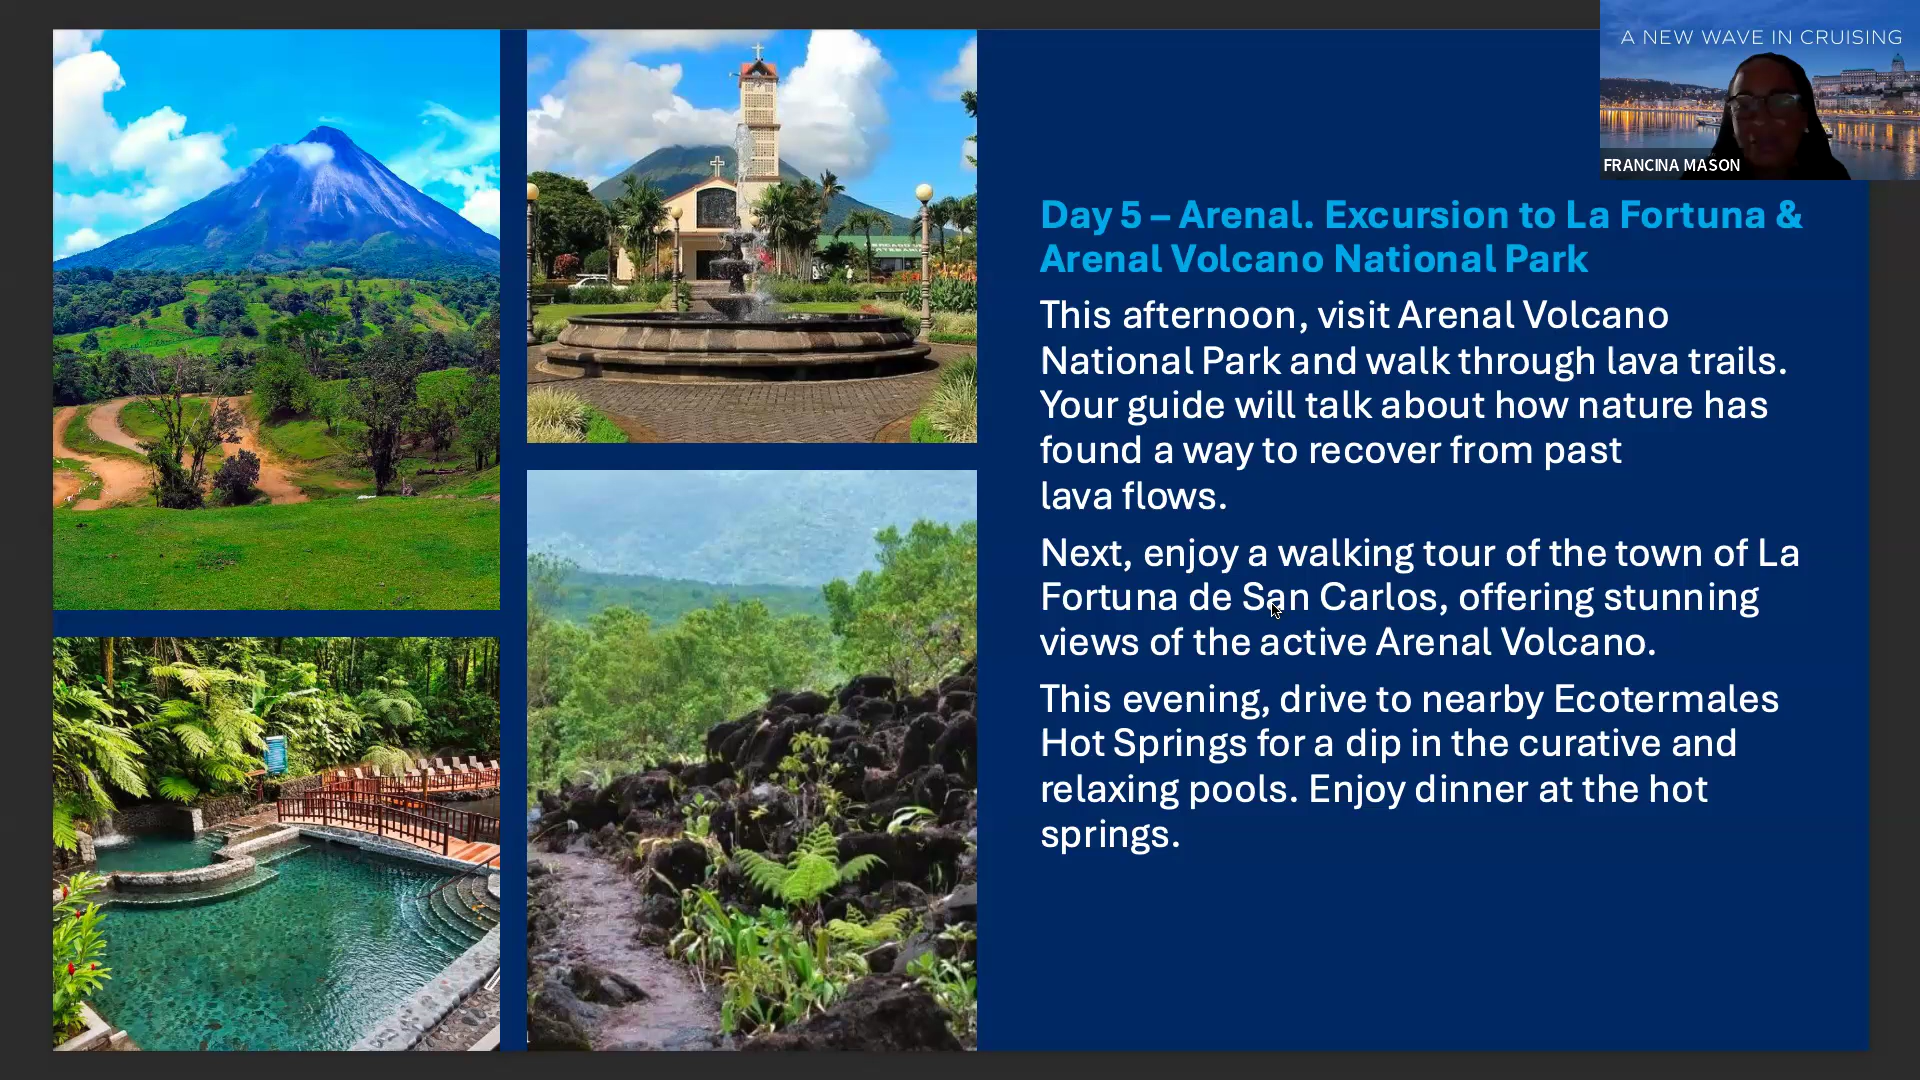 A NEW WAVE IN CRUISING
FRANCINA MASON
Day 5 – Arenal. Excursion to La Fortuna &
Arenal Volcano National Park
This afternoon, visit Arenal Volcano
National Park and walk through lava trails.
Your guide will talk about how nature has
found a way to recover from past
lava flows.
Next, enjoy a walking tour of the town of La
Fortuna de San Carlos, offering stunning
views of the active Arenal Volcano.
This evening, drive to nearby Ecotermales
Hot Springs for a dip in the curative and
relaxing pools. Enjoy dinner at the hot
springs.